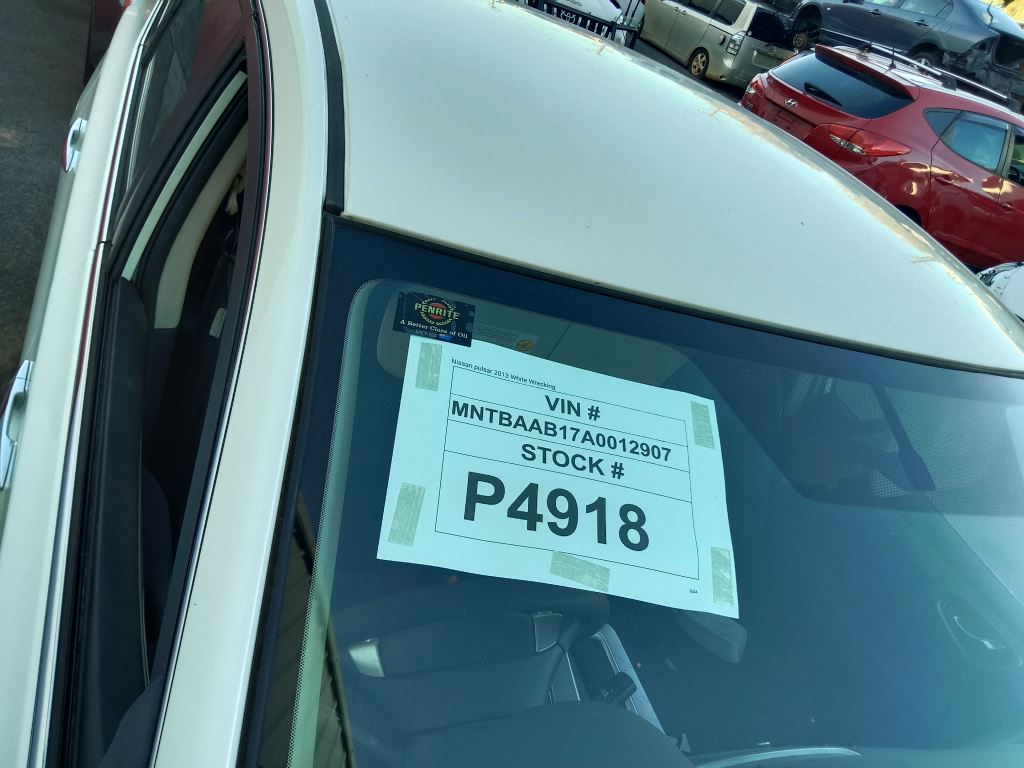 PENRITE
A Better Class of Oil
Nissan pulsar 2013 White Wrecking
VIN #
MNTBAAB17A0012907
STOCK #
P4918